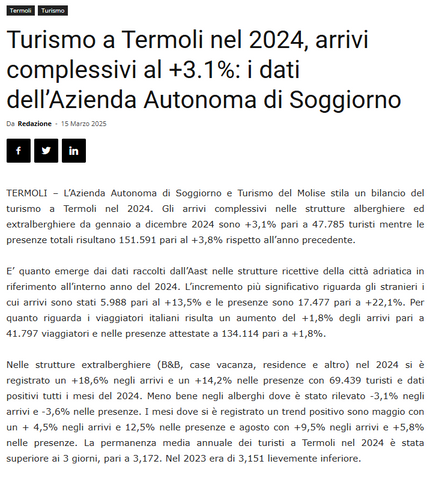 Termoli Turismo
Turismo a Termoli nel 2024, arrivi
complessivi al +3.1%: i dati
dell’Azienda Autonoma di Soggiorno
Da Redazione - 15 Marzo 2025
TERMOLI – L’Azienda Autonoma di Soggiorno e Turismo del Molise stila un bilancio del
turismo a Termoli nel 2024. Gli arrivi complessivi nelle strutture alberghiere ed
extralberghiere da gennaio a dicembre 2024 sono +3,1% pari a 47.785 turisti mentre le
presenze totali risultano 151.591 pari al +3,8% rispetto all’anno precedente.
E’ quanto emerge dai dati raccolti dall’Aast nelle strutture ricettive della città adriatica in
riferimento all’interno anno del 2024. L’incremento più significativo riguarda gli stranieri i
cui arrivi sono stati 5.988 pari al +13,5% e le presenze sono 17.477 pari a +22,1%. Per
quanto riguarda i viaggiatori italiani risulta un aumento del +1,8% degli arrivi pari a
41.797 viaggiatori e nelle presenze attestate a 134.114 pari a +1,8%.
Nelle strutture extralberghiere (B&B, case vacanza, residence e altro) nel 2024 si è
registrato un +18,6% negli arrivi e un +14,2% nelle presenze con 69.439 turisti e dati
positivi tutti i mesi del 2024. Meno bene negli alberghi dove è stato rilevato -3,1% negli
arrivi e -3,6% nelle presenze. I mesi dove si è registrato un trend positivo sono maggio con
un + 4,5% negli arrivi e 12,5% nelle presenze e agosto con +9,5% negli arrivi e +5,8%
nelle presenze. La permanenza media annuale dei turisti a Termoli nel 2024 è stata
superiore ai 3 giorni, pari a 3,172. Nel 2023 era di 3,151 lievemente inferiore.